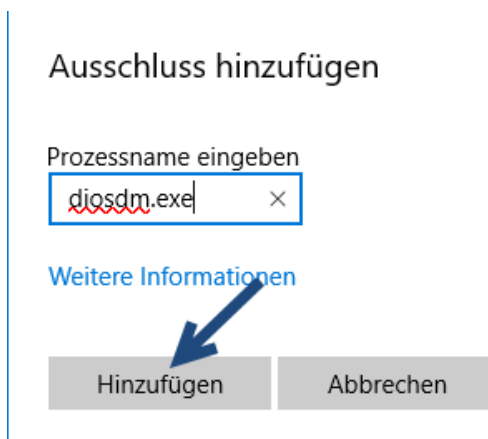 Ausschluss hinzufügen
Prozessname eingeben
diosdm.exe
Weitere Informationen
Hinzufügen Abbrechen